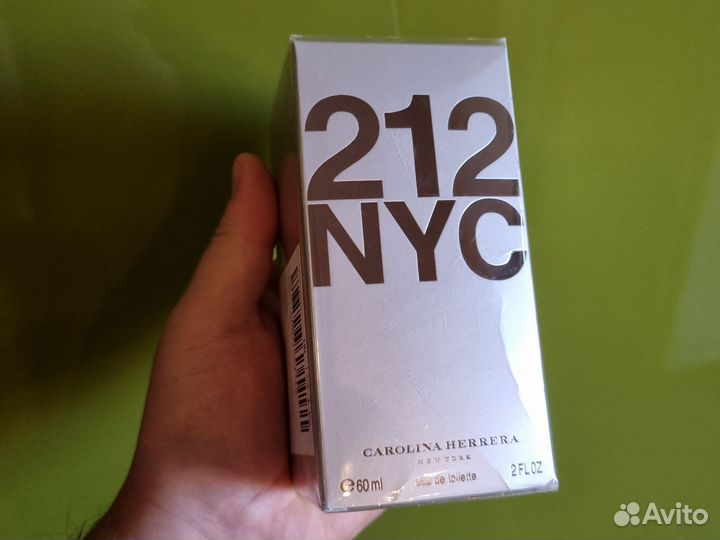 212
NYC
CAROLINA HERRERA
NEW YORK
℮60 ml eau de toilette 2 FL OZ
Avito